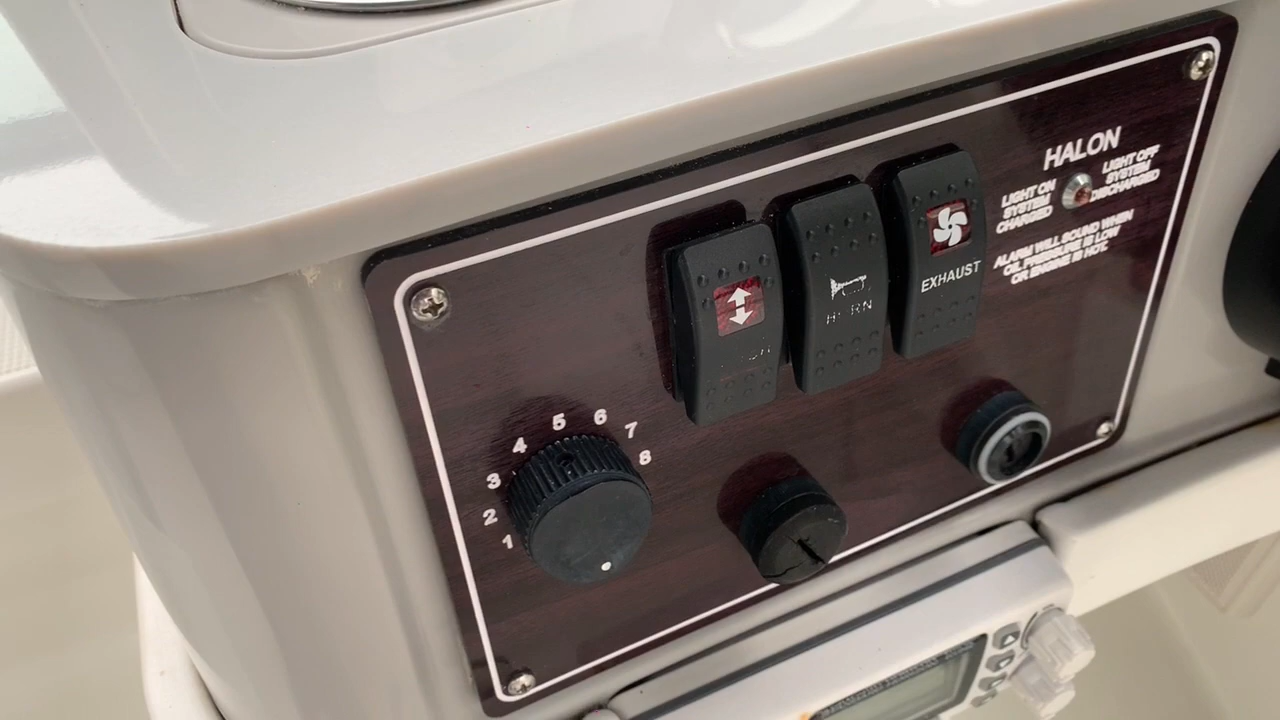 HALON
LIGHT ON
SYSTEM
CHARGED
LIGHT OFF
SYSTEM
DISCHARGED
ALARM WILL SOUND WHEN
OIL PRESSURE IS LOW
OR ENGINE IS HOT.
H RN
EXHAUST
1
2
3
4
5
6
7
8